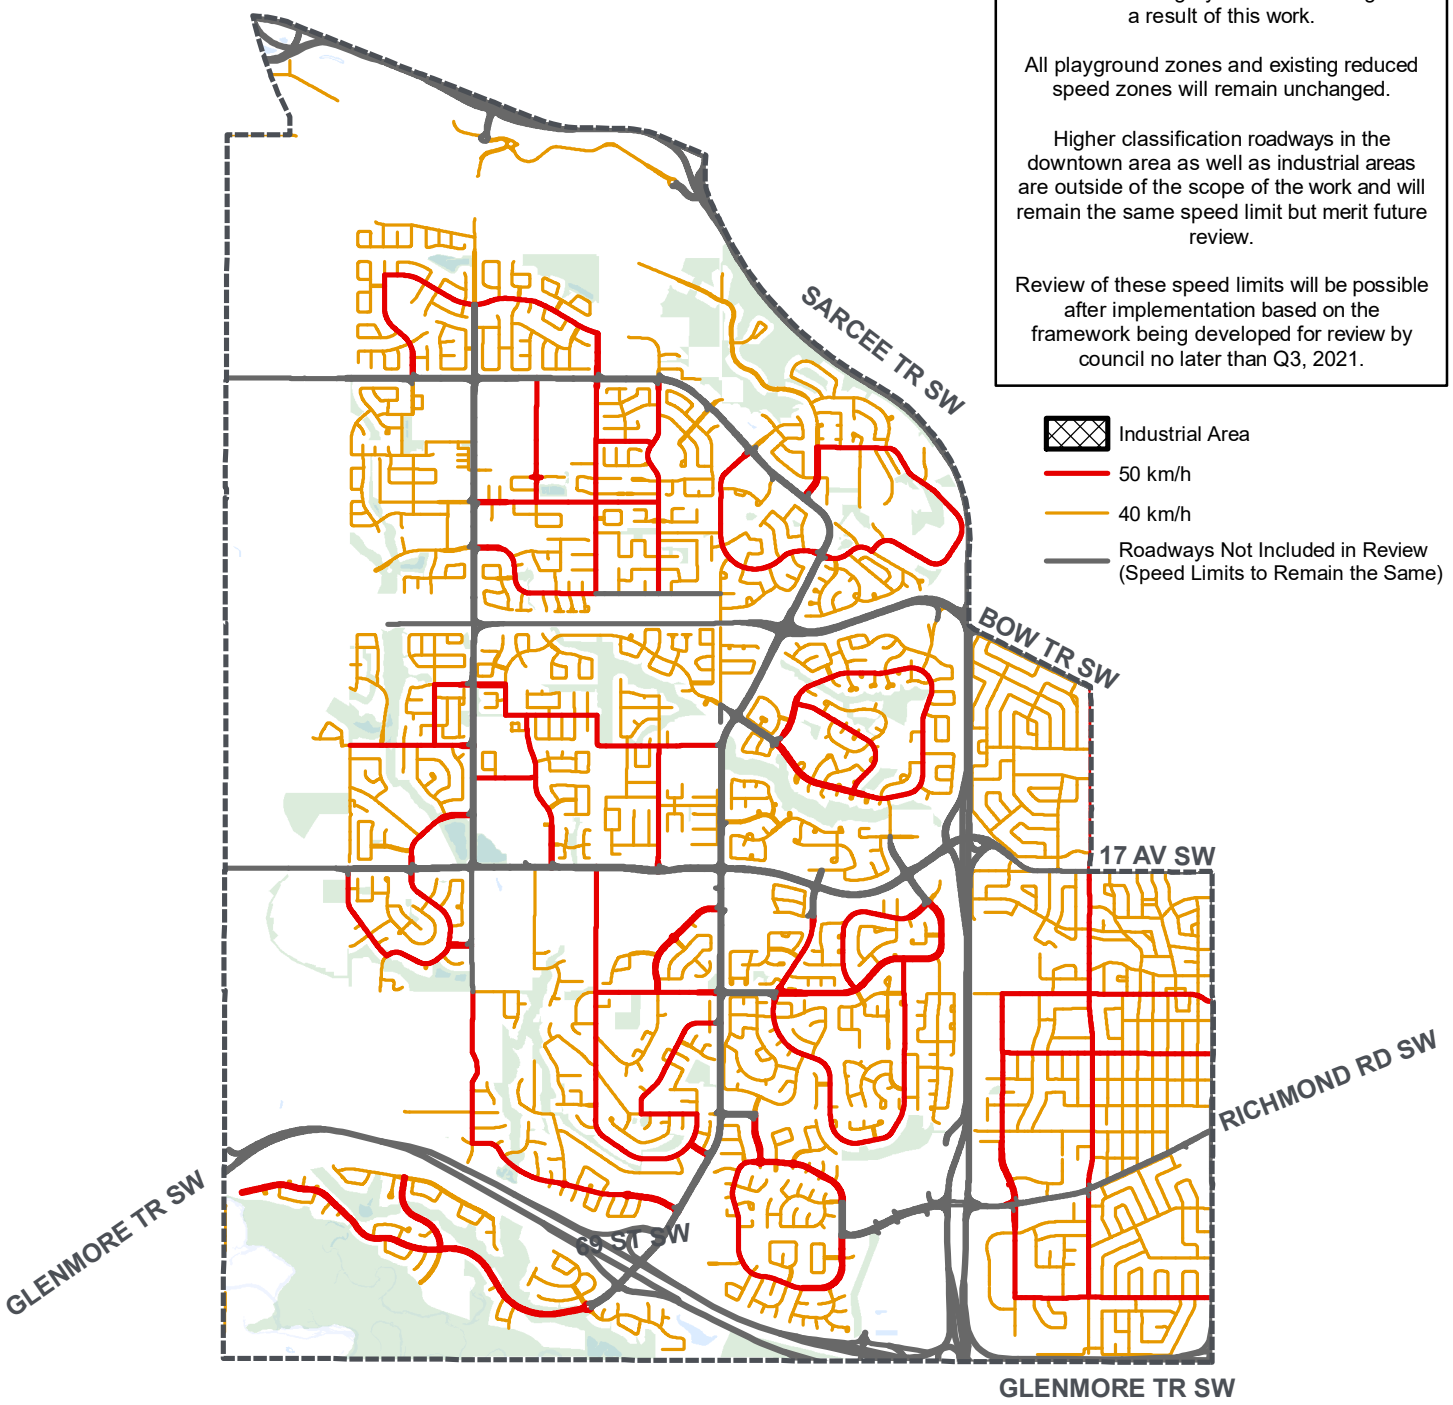 a result of this work.
All playground zones and existing reduced
speed zones will remain unchanged.
Higher classification roadways in the
downtown area as well as industrial areas
are outside of the scope of the work and will
remain the same speed limit but merit future
review.
Review of these speed limits will be possible
after implementation based on the
framework being developed for review by
council no later than Q3, 2021.
Industrial Area
50 km/h
40 km/h
Roadways Not Included in Review
(Speed Limits to Remain the Same)
SARCEE TR SW
BOW TR SW
17 AV SW
RICHMOND RD SW
GLENMORE TR SW
69 ST SW
GLENMORE TR SW